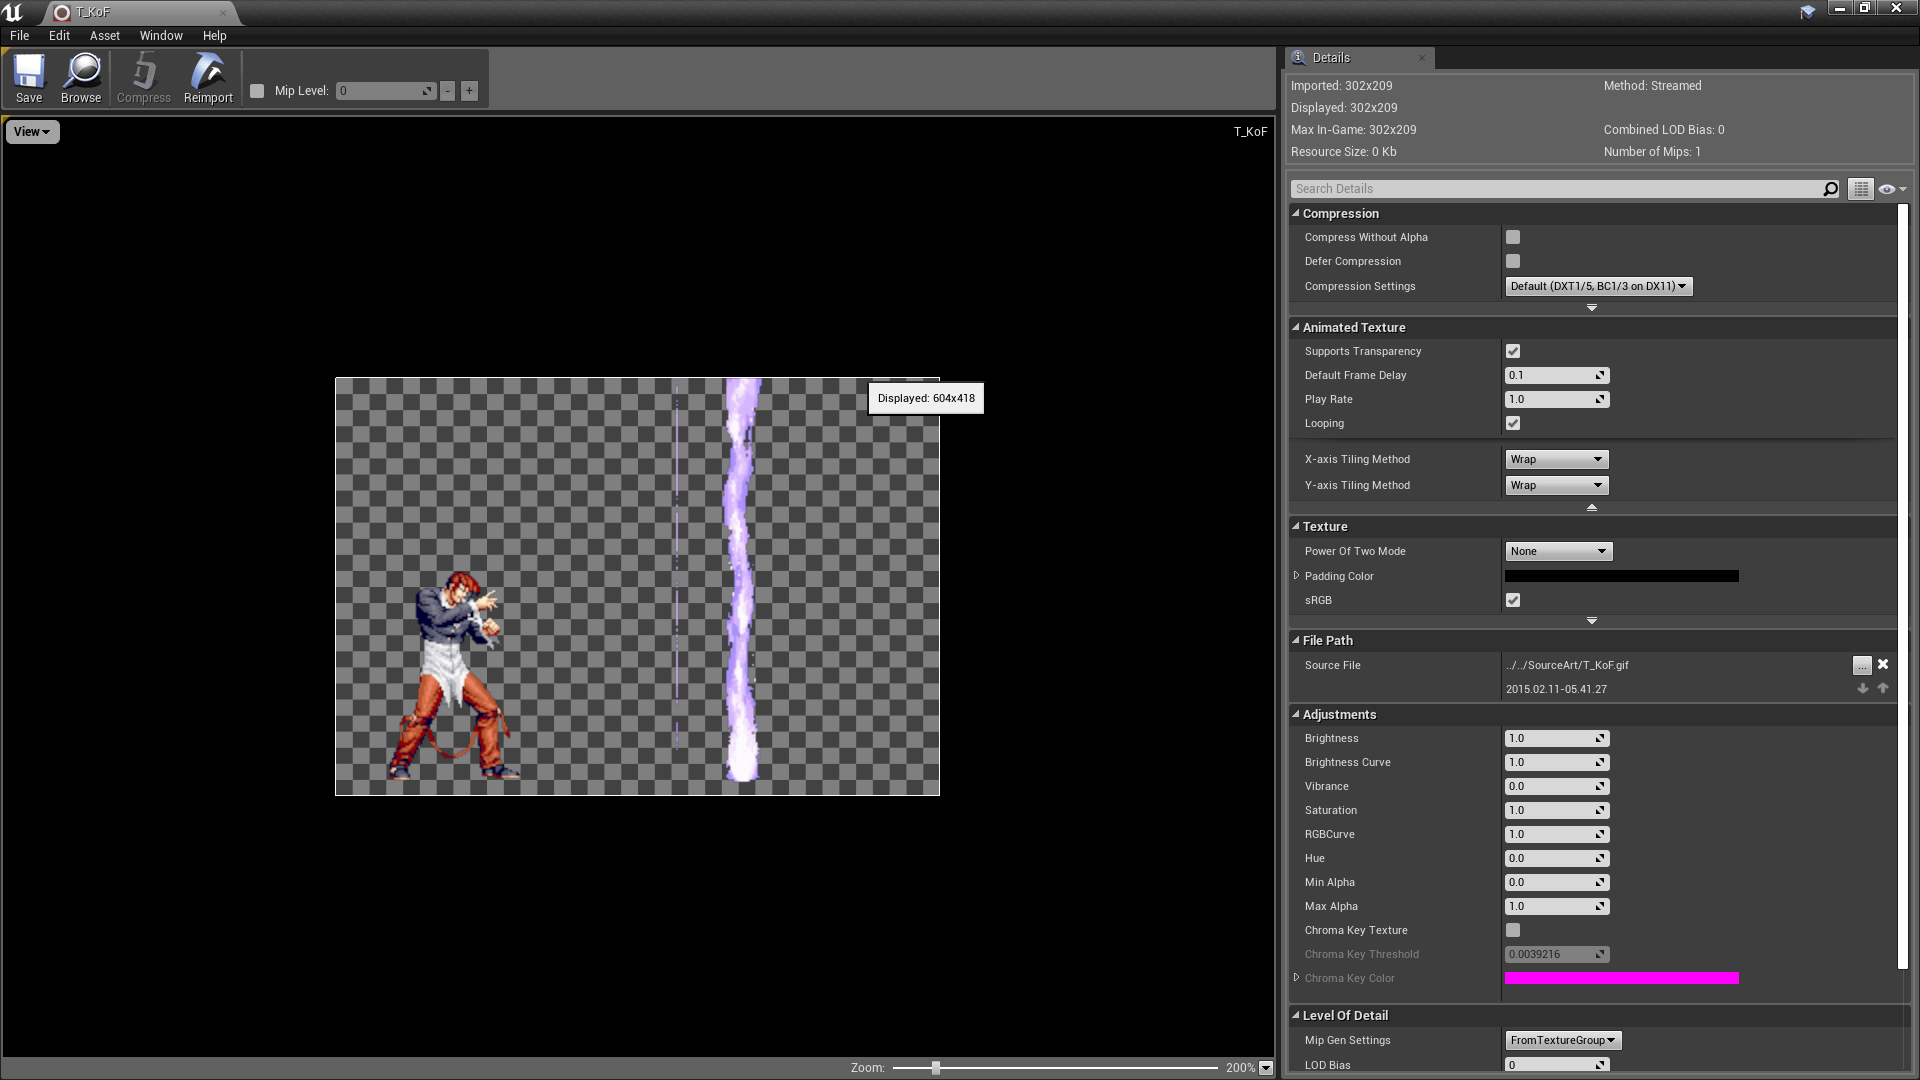 T_KoF
File Edit Asset Window Help
Save Browse Compress Reimport Mip Level: 0 - +
View T_KoF
Displayed: 604x418
Zoom: 200%
Details
Imported: 302x209 Method: Streamed
Displayed: 302x209
Max In-Game: 302x209 Combined LOD Bias: 0
Resource Size: 0 Kb Number of Mips: 1
Search Details
Compression
Compress Without Alpha
Defer Compression
Compression Settings Default (DXT1/5, BC1/3 on DX11)
Animated Texture
Supports Transparency
Default Frame Delay 0.1
Play Rate 1.0
Looping
X-axis Tiling Method Wrap
Y-axis Tiling Method Wrap
Texture
Power Of Two Mode None
Padding Color
sRGB
File Path
Source File ../../SourceArt/T_KoF.gif ...
2015.02.11-05.41.27
Adjustments
Brightness 1.0
Brightness Curve 1.0
Vibrance 0.0
Saturation 1.0
RGBCurve 1.0
Hue 0.0
Min Alpha 0.0
Max Alpha 1.0
Chroma Key Texture
Chroma Key Threshold 0.0039216
Chroma Key Color
Level Of Detail
Mip Gen Settings FromTextureGroup
LOD Bias 0